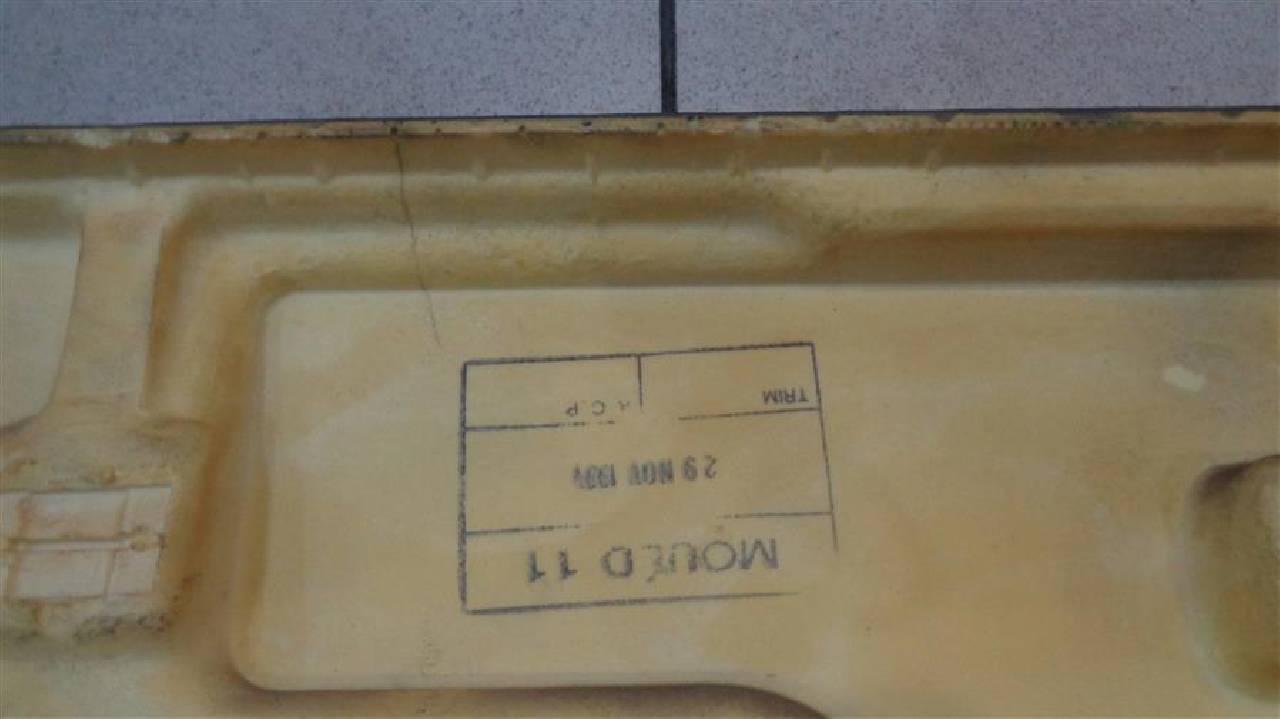 MOULD 11
29 NOV
TRIM C.P